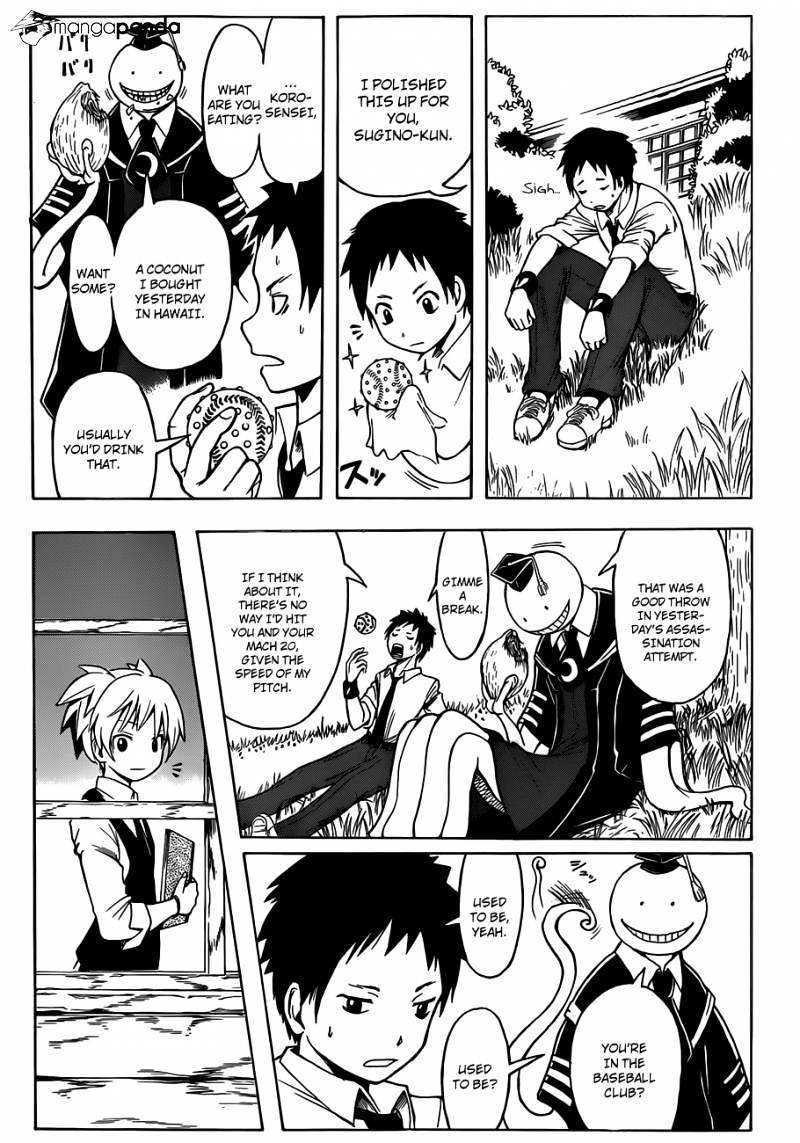 mangapanda
Sigh...
I POLISHED
THIS UP FOR
YOU,
SUGINO-KUN.
スッ
...
KORO-
SENSEI,
WHAT
ARE YOU
EATING?
バリ
バリ
A COCONUT
I BOUGHT
YESTERDAY
IN HAWAII.
WANT
SOME?
USUALLY
YOU'D DRINK
THAT.
THAT WAS A
GOOD THROW
IN YESTER-
DAY'S ASSAS-
SINATION
ATTEMPT.
GIMME
A
BREAK.
IF I THINK
ABOUT IT,
THERE'S NO
WAY I'D HIT
YOU AND YOUR
MACH 20,
GIVEN THE
SPEED OF MY
PITCH.
YOU'RE
IN THE
BASEBALL
CLUB?
USED
TO BE,
YEAH.
USED
TO BE?